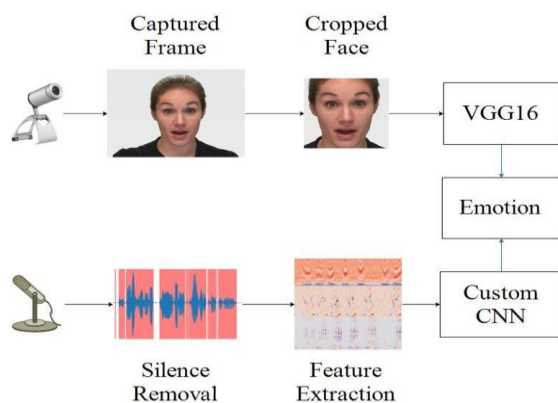 Captured
Frame
Cropped
Face
VGG16
Emotion
Custom
CNN
Silence
Removal
Feature
Extraction